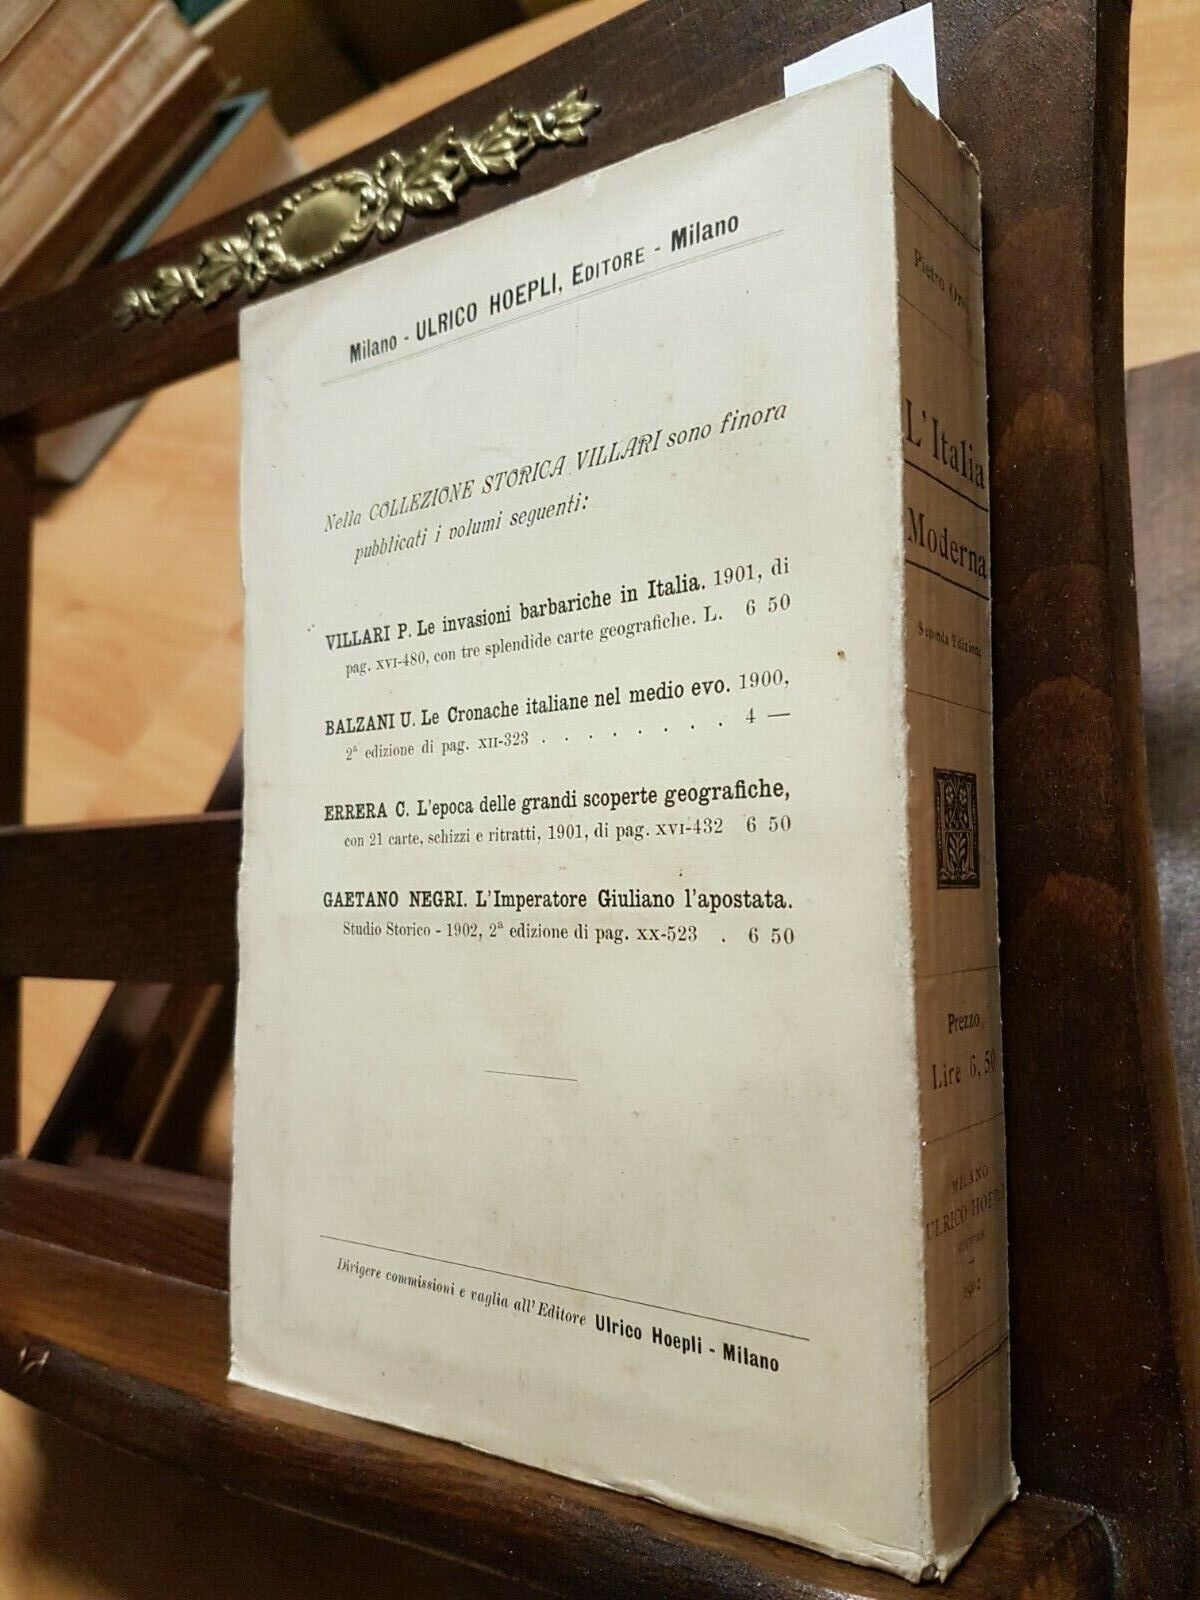 Milano - ULRICO HOEPLI, EDITORE - Milano
Nella COLLEZIONE STORICA VILLARI sono finora
pubblicati i volumi seguenti:
VILLARI P. Le invasioni barbariche in Italia. 1901, di
pag. XVI-480, con tre splendide carte geografiche. L. 6 50
BALZANI U. Le Cronache italiane nel medio evo. 1900,
2ª edizione di pag. XII-323 . . . . . . . . 4 —
ERRERA C. L'epoca delle grandi scoperte geografiche,
con 21 carte, schizzi e ritratti, 1901, di pag. XVI-432 6 50
GAETANO NEGRI. L'Imperatore Giuliano l'apostata.
Studio Storico - 1902, 2ª edizione di pag. XX-523 . 6 50
Dirigere commissioni e vaglia all'Editore Ulrico Hoepli - Milano
Pietro Orsi
L'Italia
Moderna
Seconda Edizione
Prezzo
Lire 6,50
MILANO
ULRICO HOEPLI
EDITORE
1902